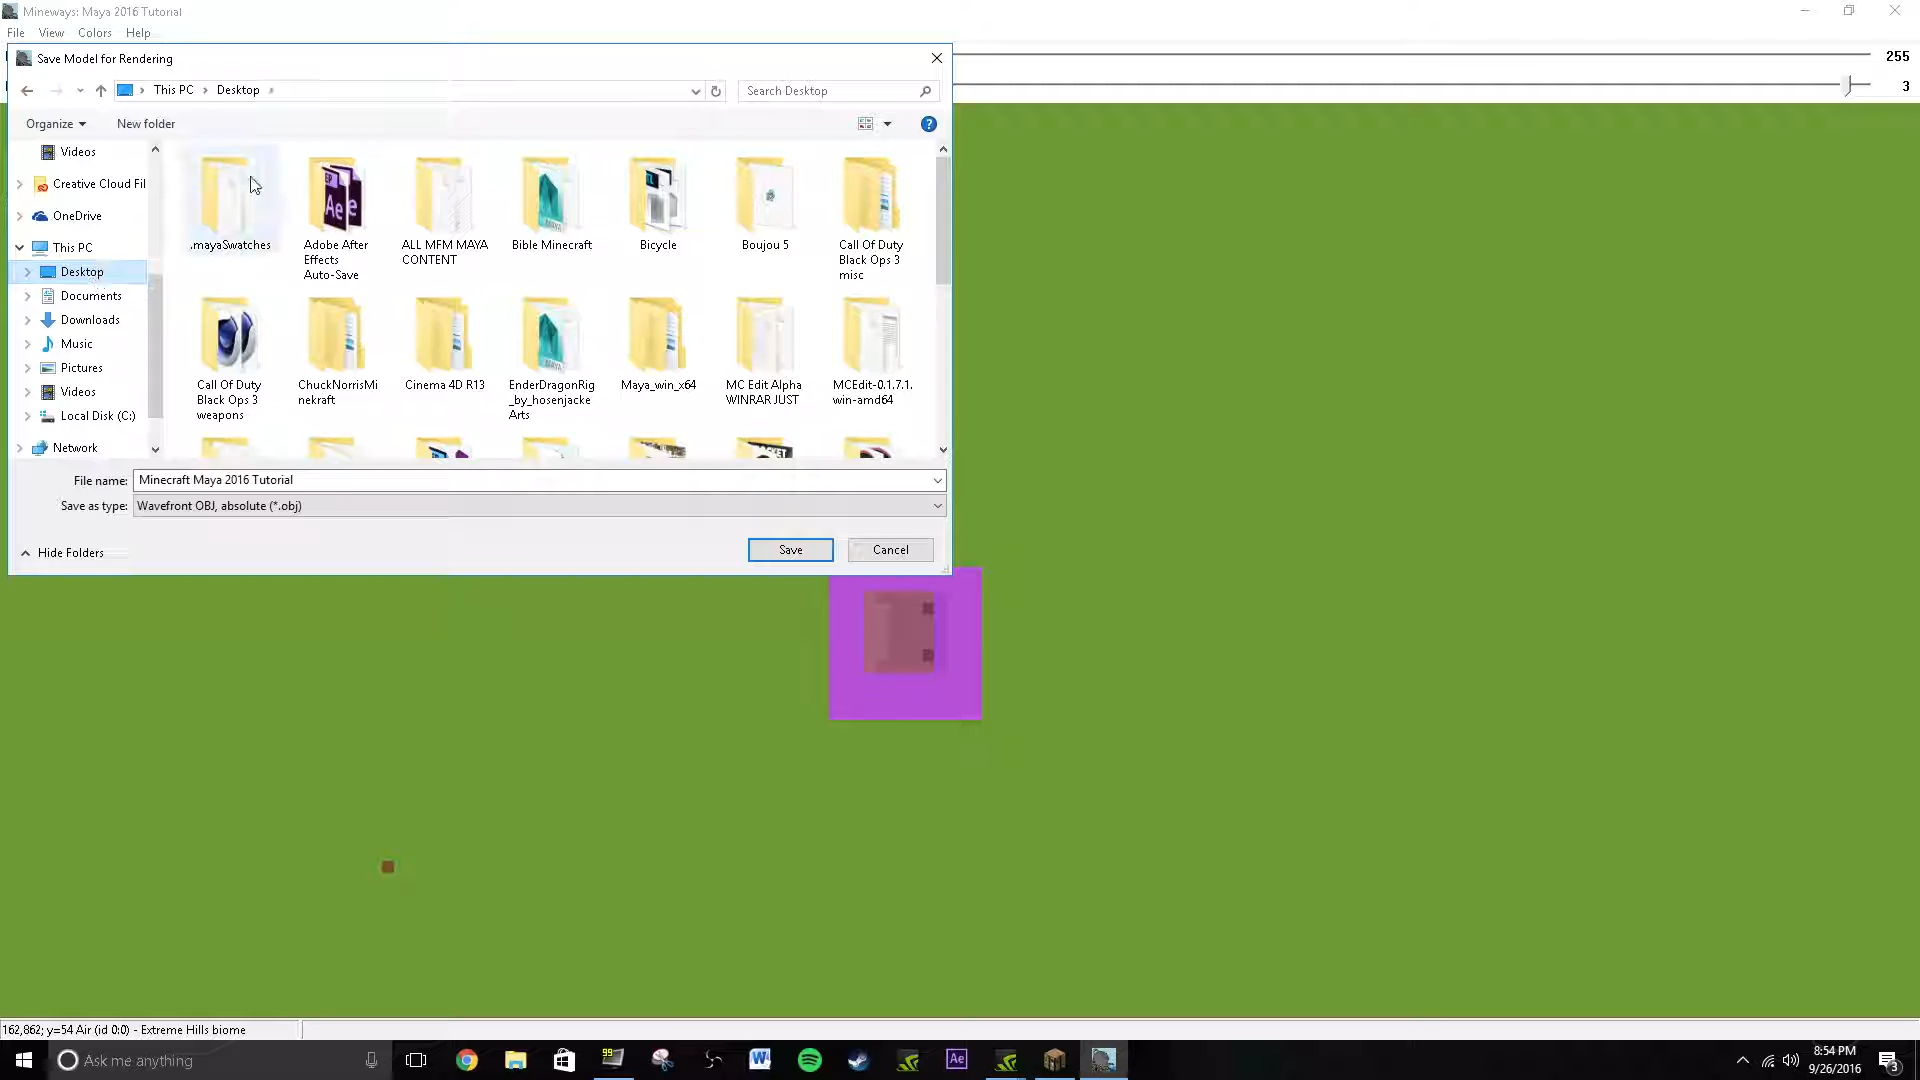 Mineways: Maya 2016 Tutorial
File View Colors Help
Save Model for Rendering
255
This PC Desktop
Search Desktop
3
Organize New folder
Videos
Creative Cloud Fil
OneDrive
This PC
Desktop
Documents
Downloads
Music
Pictures
Videos
Local Disk (C:)
Network
.mayaSwatches
Adobe After
Effects
Auto-Save
ALL MFM MAYA
CONTENT
Bible Minecraft
Bicycle
Boujou 5
Call Of Duty
Black Ops 3
misc
Call Of Duty
Black Ops 3
weapons
ChuckNorrisMi
nekraft
Cinema 4D R13
EnderDragonRig
_by_hosenjacke
Arts
Maya_win_x64
MC Edit Alpha
WINRAR JUST
MCEdit-0.1.7.1.
win-amd64
File name: Minecraft Maya 2016 Tutorial
Save as type: Wavefront OBJ, absolute (*.obj)
Hide Folders
Save
Cancel
162,862; y=54 Air (id 0:0) - Extreme Hills biome
Ask me anything
99
Ae
8:54 PM
9/26/2016
3